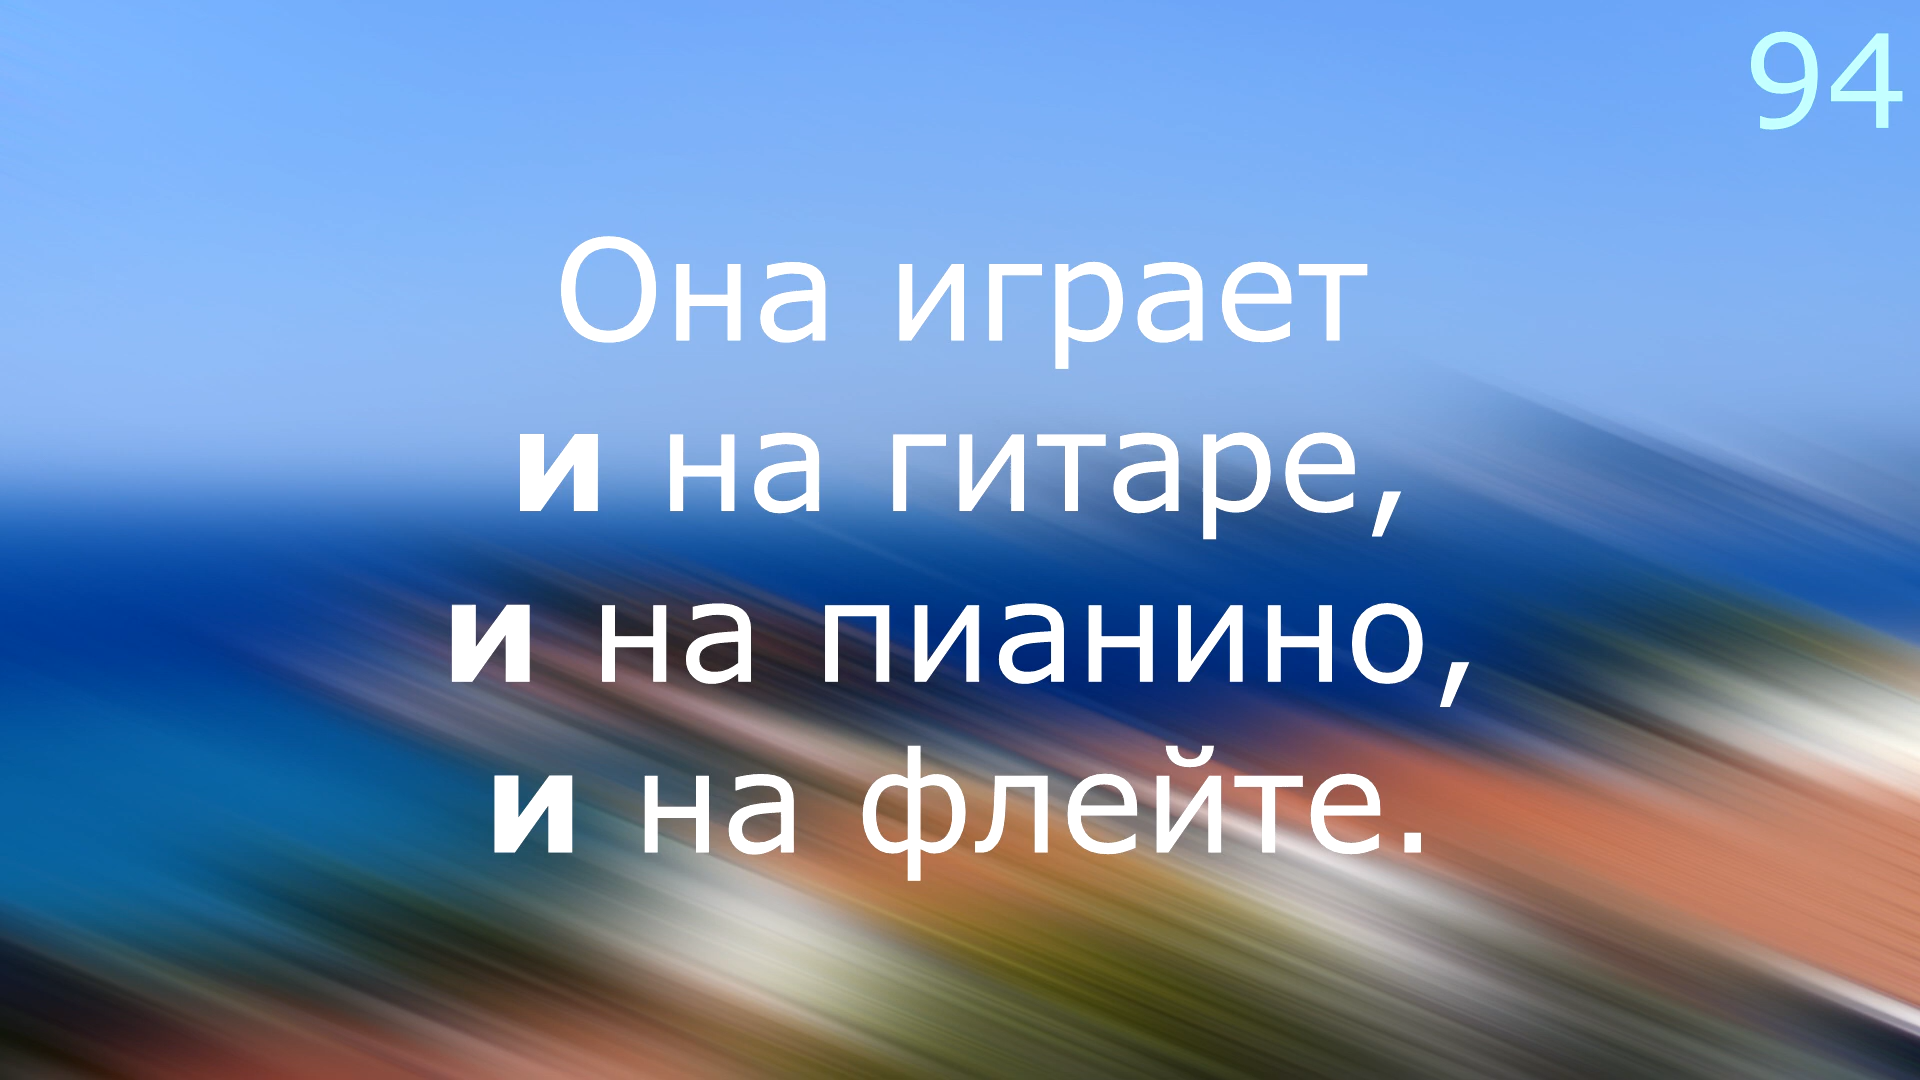 94
Она играет
и на гитаре,
и на пианино,
и на флейте.